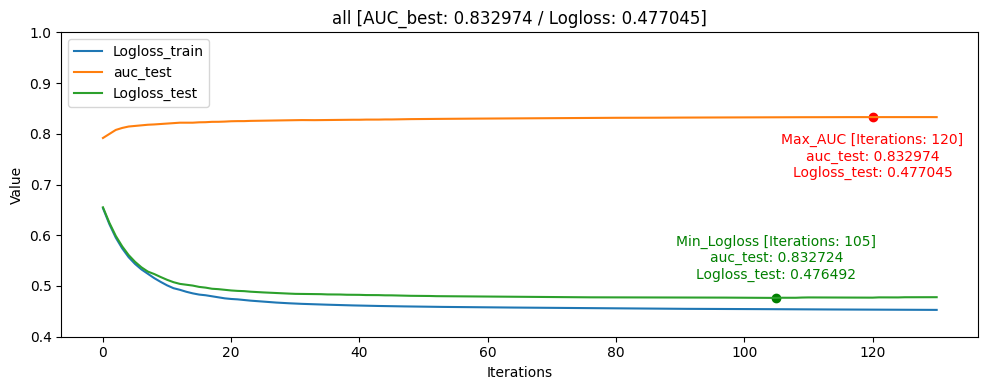 all [AUC_best: 0.832974 / Logloss: 0.477045]
1.0
0.9
0.8
0.7
0.6
0.5
0.4
Value
Logloss_train
auc_test
Logloss_test
Max_AUC [Iterations: 120]
auc_test: 0.832974
Logloss_test: 0.477045
Min_Logloss [Iterations: 105]
auc_test: 0.832724
Logloss_test: 0.476492
0 20 40 60 80 100 120
Iterations